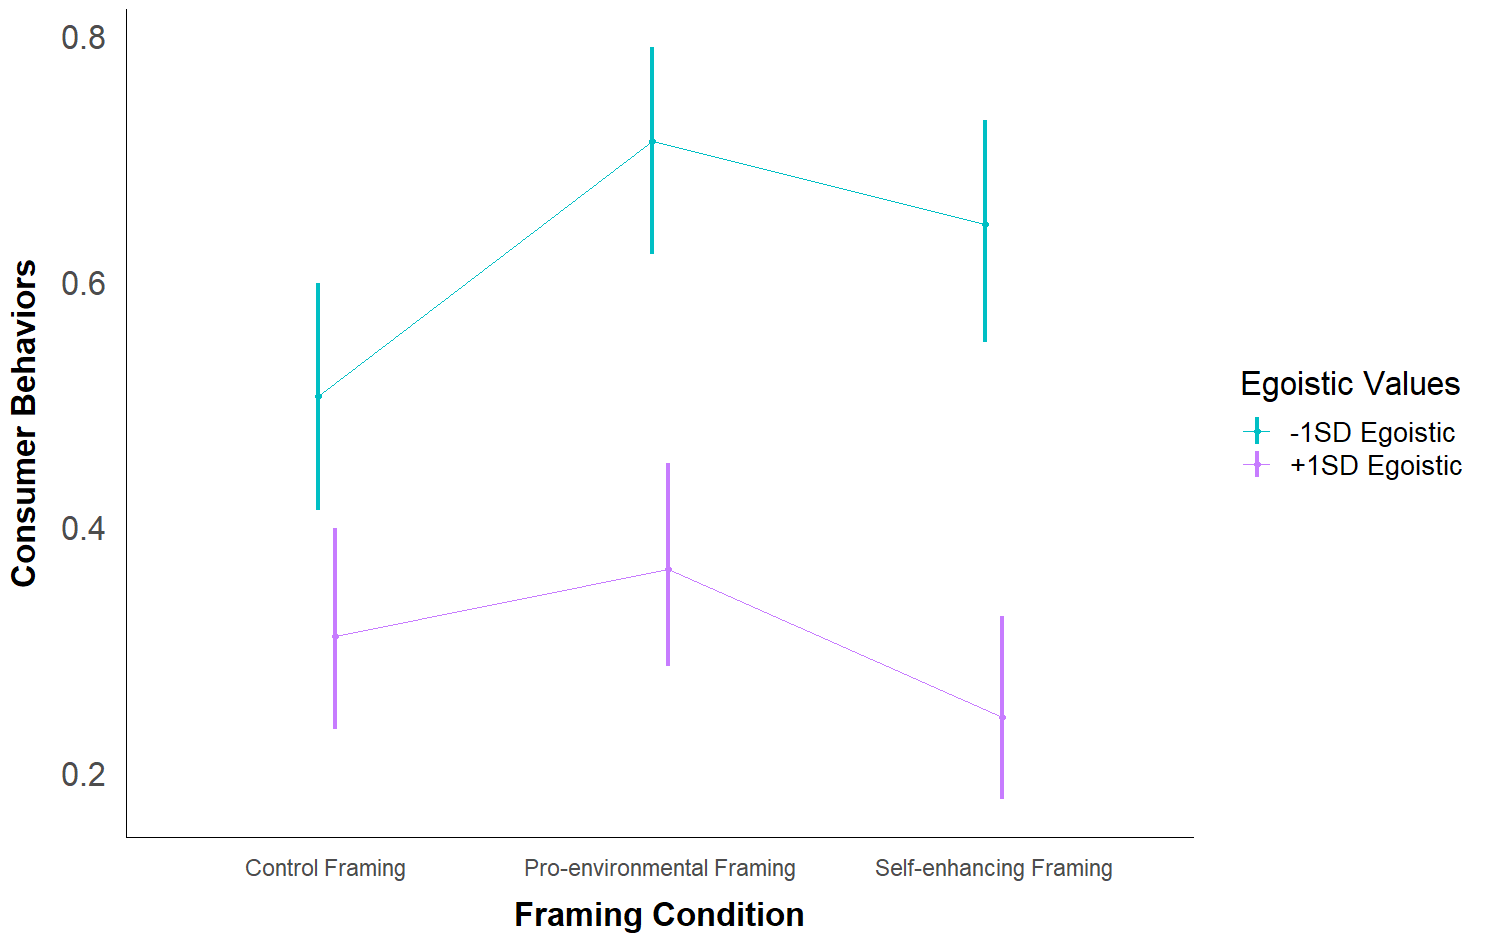 0.8
0.6
0.4
0.2
Consumer Behaviors
Control Framing
Pro-environmental Framing
Self-enhancing Framing
Framing Condition
Egoistic Values
-1SD Egoistic
+1SD Egoistic